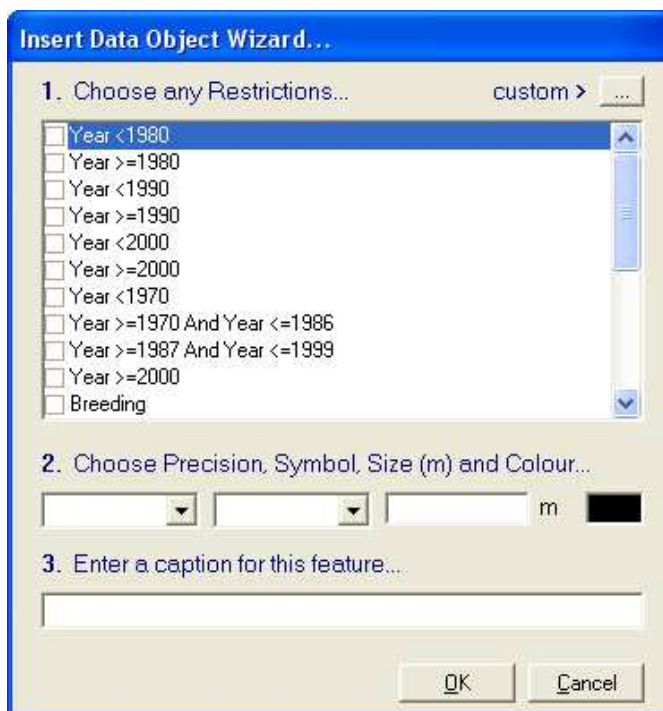 Insert Data Object Wizard...
1. Choose any Restrictions... custom > ...
Year <1980
Year >=1980
Year <1990
Year >=1990
Year <2000
Year >=2000
Year <1970
Year >=1970 And Year <=1986
Year >=1987 And Year <=1999
Year >=2000
Breeding
2. Choose Precision, Symbol, Size (m) and Colour...
m
3. Enter a caption for this feature...
OK Cancel